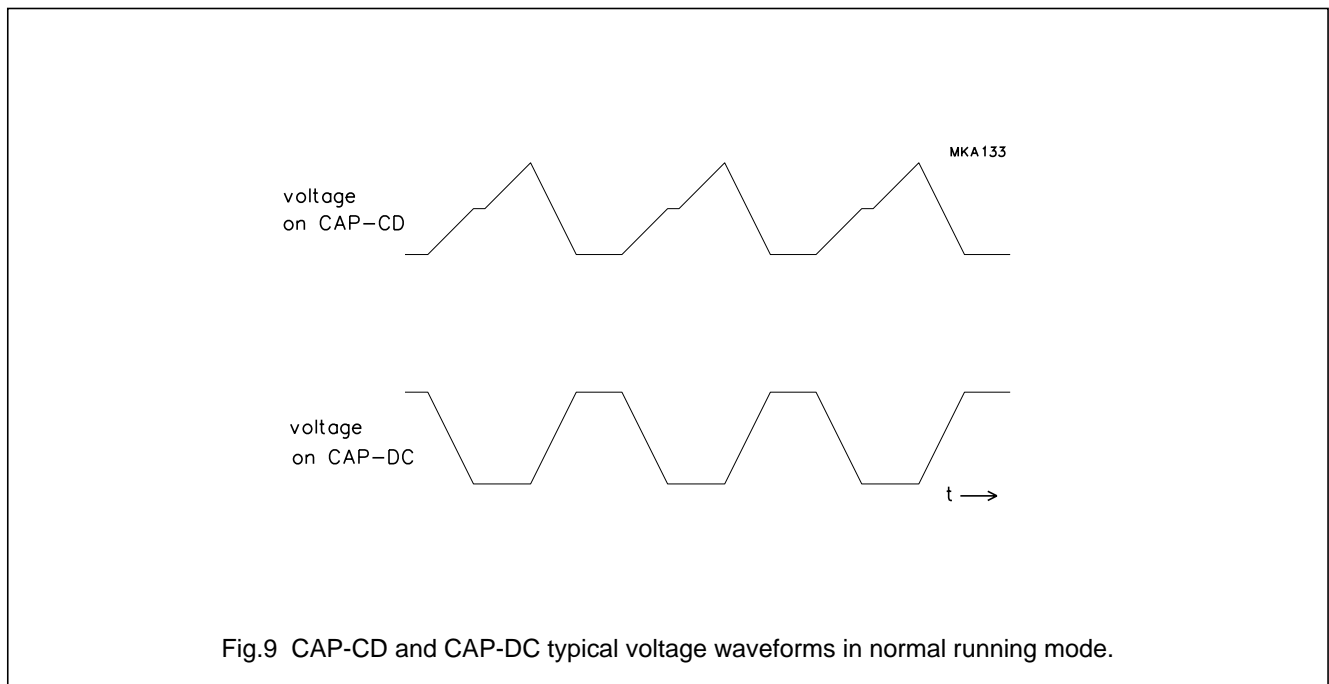 MKA133
voltage
on CAP-CD
voltage
on CAP-DC
t
Fig.9 CAP-CD and CAP-DC typical voltage waveforms in normal running mode.